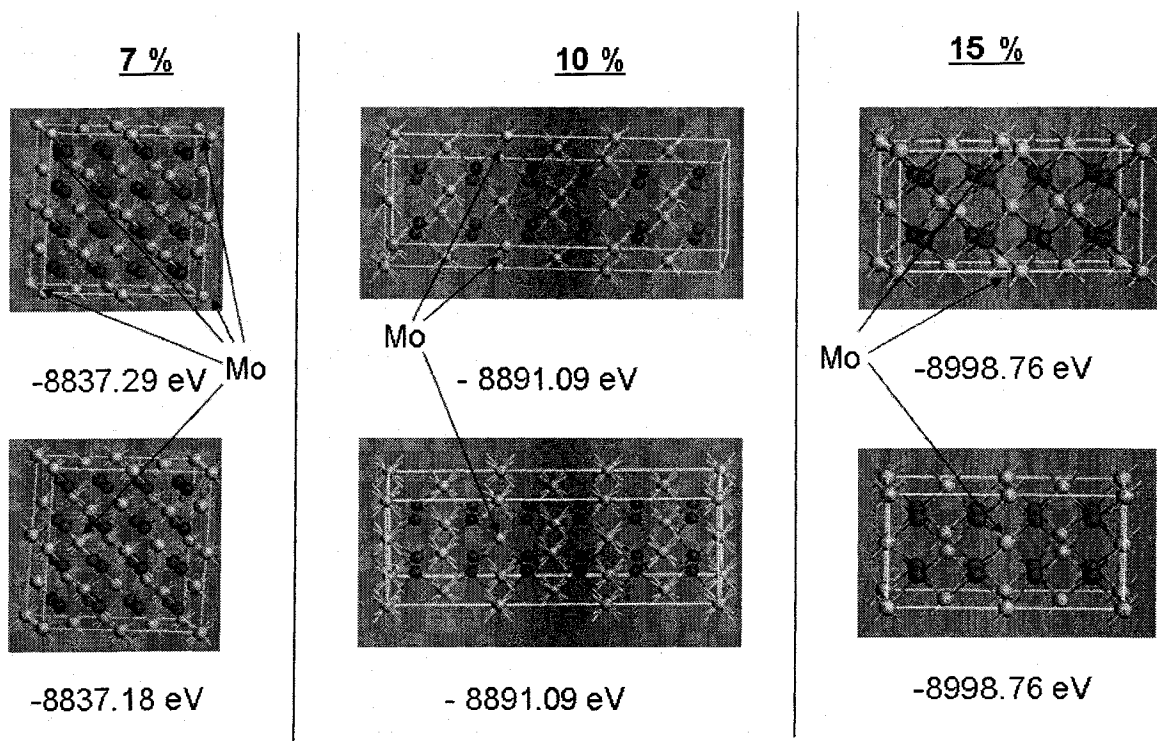 7 %
10 %
15 %
Mo
-8837.29 eV
Mo
- 8891.09 eV
Mo
-8998.76 eV
-8837.18 eV
- 8891.09 eV
-8998.76 eV